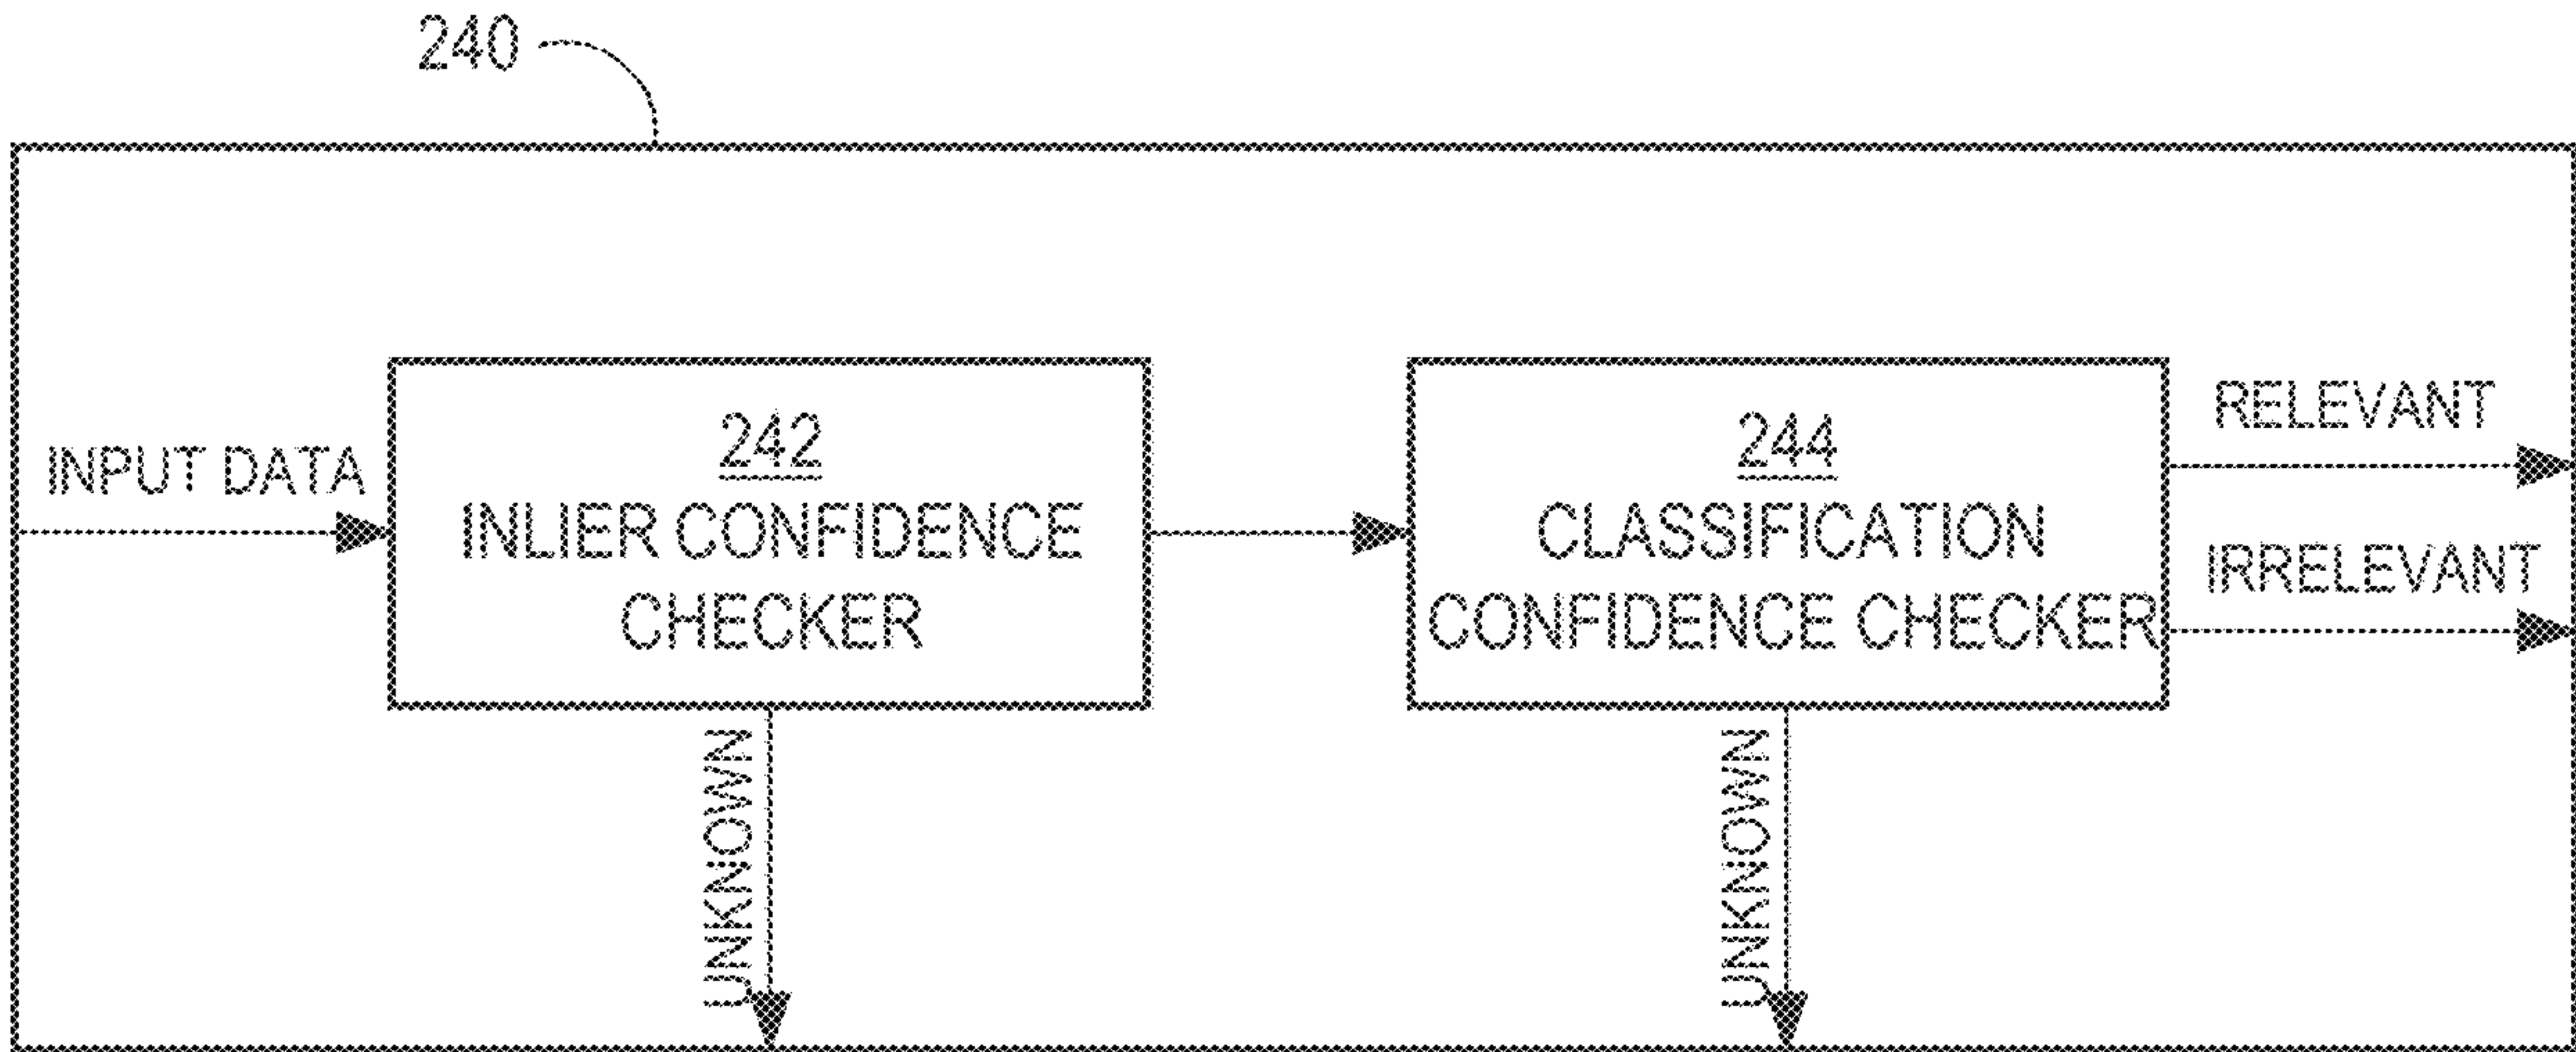 240
INPUT DATA
242
INLIER CONFIDENCE
CHECKER
244
CLASSIFICATION
CONFIDENCE CHECKER
RELEVANT
IRRELEVANT
UNKNOWN
UNKNOWN